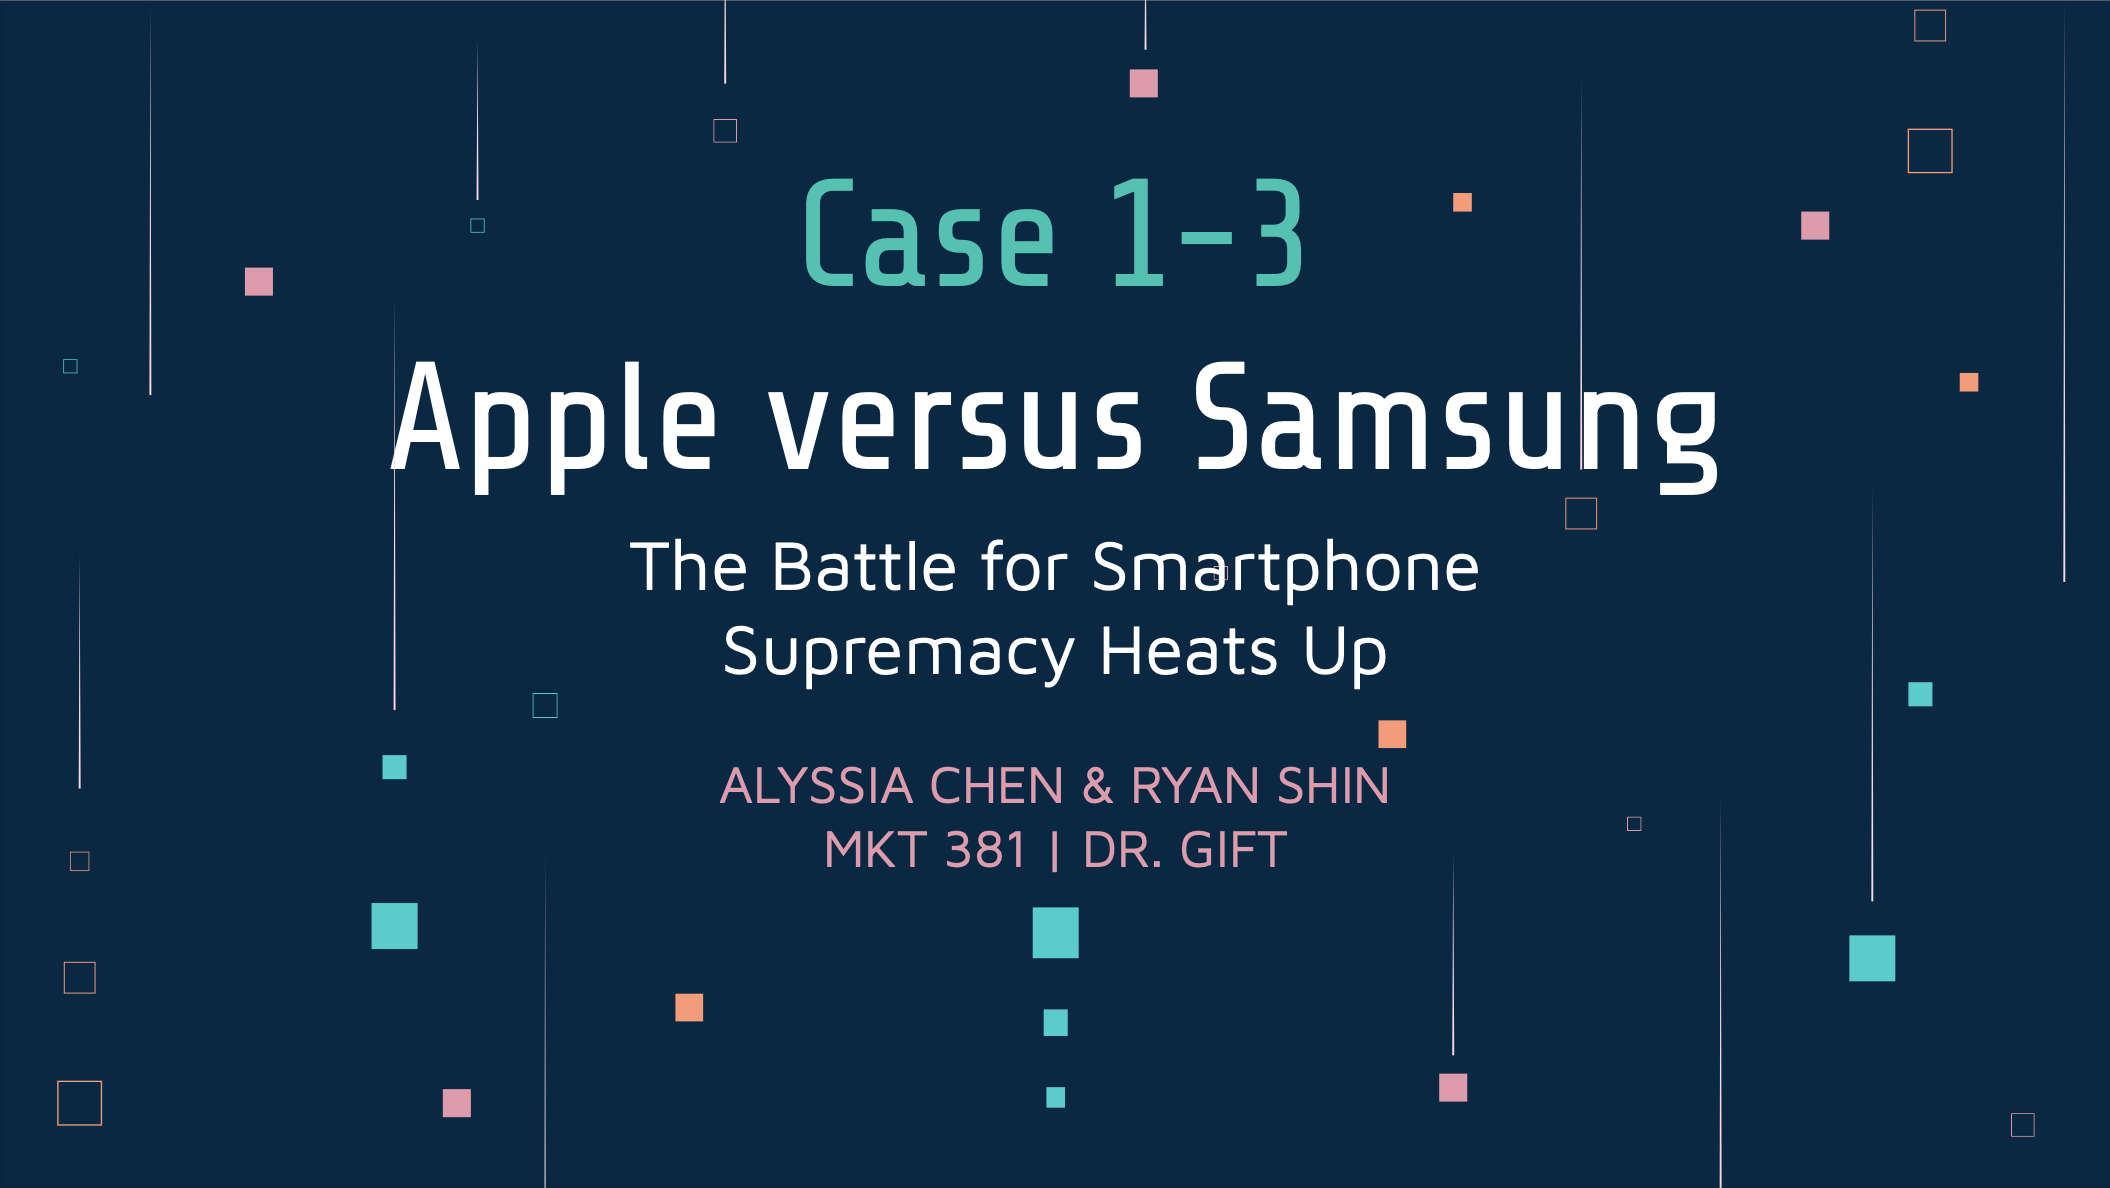 Case 1-3
Apple versus Samsung
The Battle for Smartphone
Supremacy Heats Up
ALYSSIA CHEN & RYAN SHIN
MKT 381 | DR. GIFT